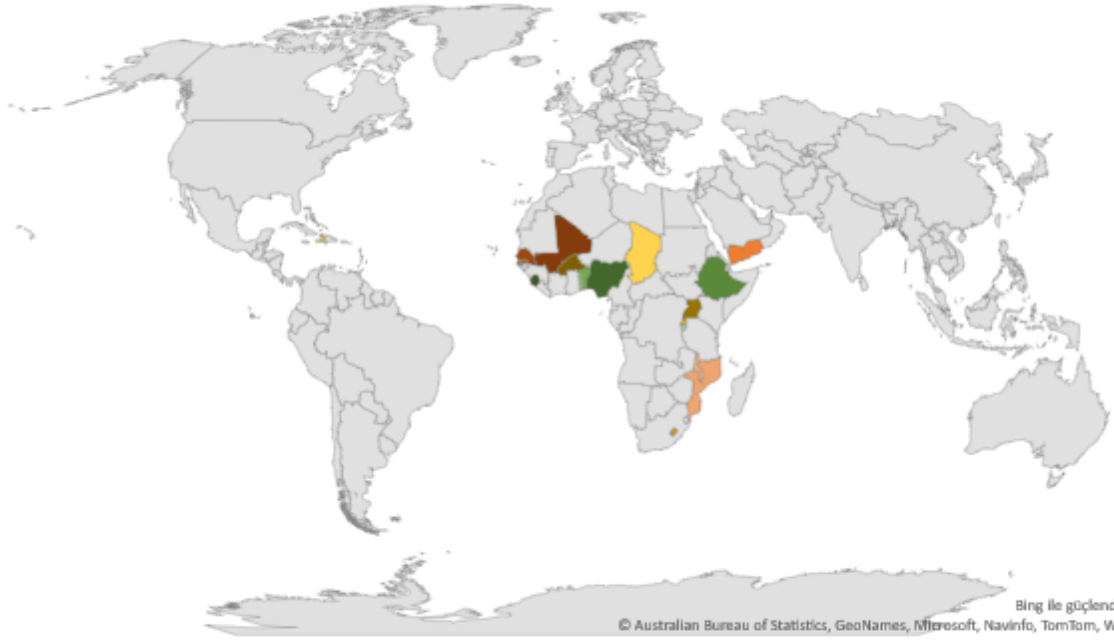 Bing ile güçlend
© Australian Bureau of Statistics, GeoNames, Microsoft, Navinfo, TomTom, W